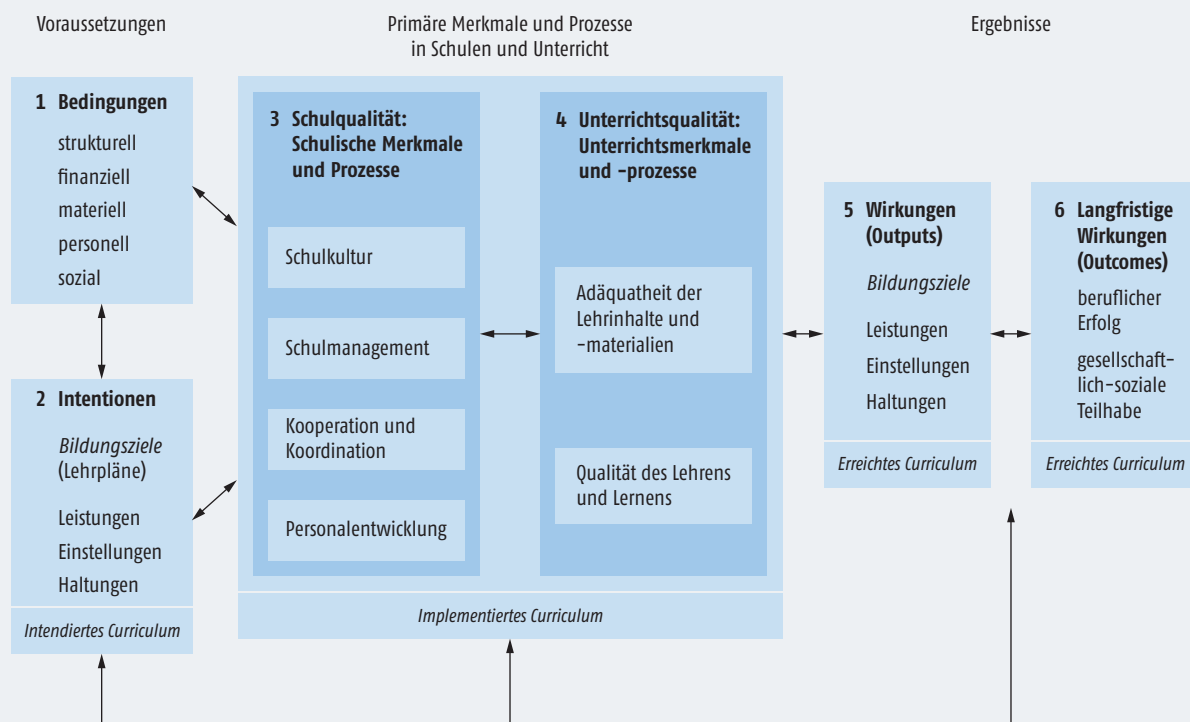 Voraussetzungen
Primäre Merkmale und Prozesse
in Schulen und Unterricht
Ergebnisse
1 Bedingungen
strukturell
finanziell
materiell
personell
sozial
2 Intentionen
Bildungsziele
(Lehrpläne)
Leistungen
Einstellungen
Haltungen
Intendiertes Curriculum
3 Schulqualität:
Schulische Merkmale
und Prozesse
Schulkultur
Schulmanagement
Kooperation und
Koordination
Personalentwicklung
4 Unterrichtsqualität:
Unterrichtsmerkmale
und -prozesse
Adäquatheit der
Lehrinhalte und
-materialien
Qualität des Lehrens
und Lernens
Implementiertes Curriculum
5 Wirkungen
(Outputs)
Bildungsziele
Leistungen
Einstellungen
Haltungen
Erreichtes Curriculum
6 Langfristige
Wirkungen
(Outcomes)
beruflicher
Erfolg
gesellschaft-
lich-soziale
Teilhabe
Erreichtes Curriculum